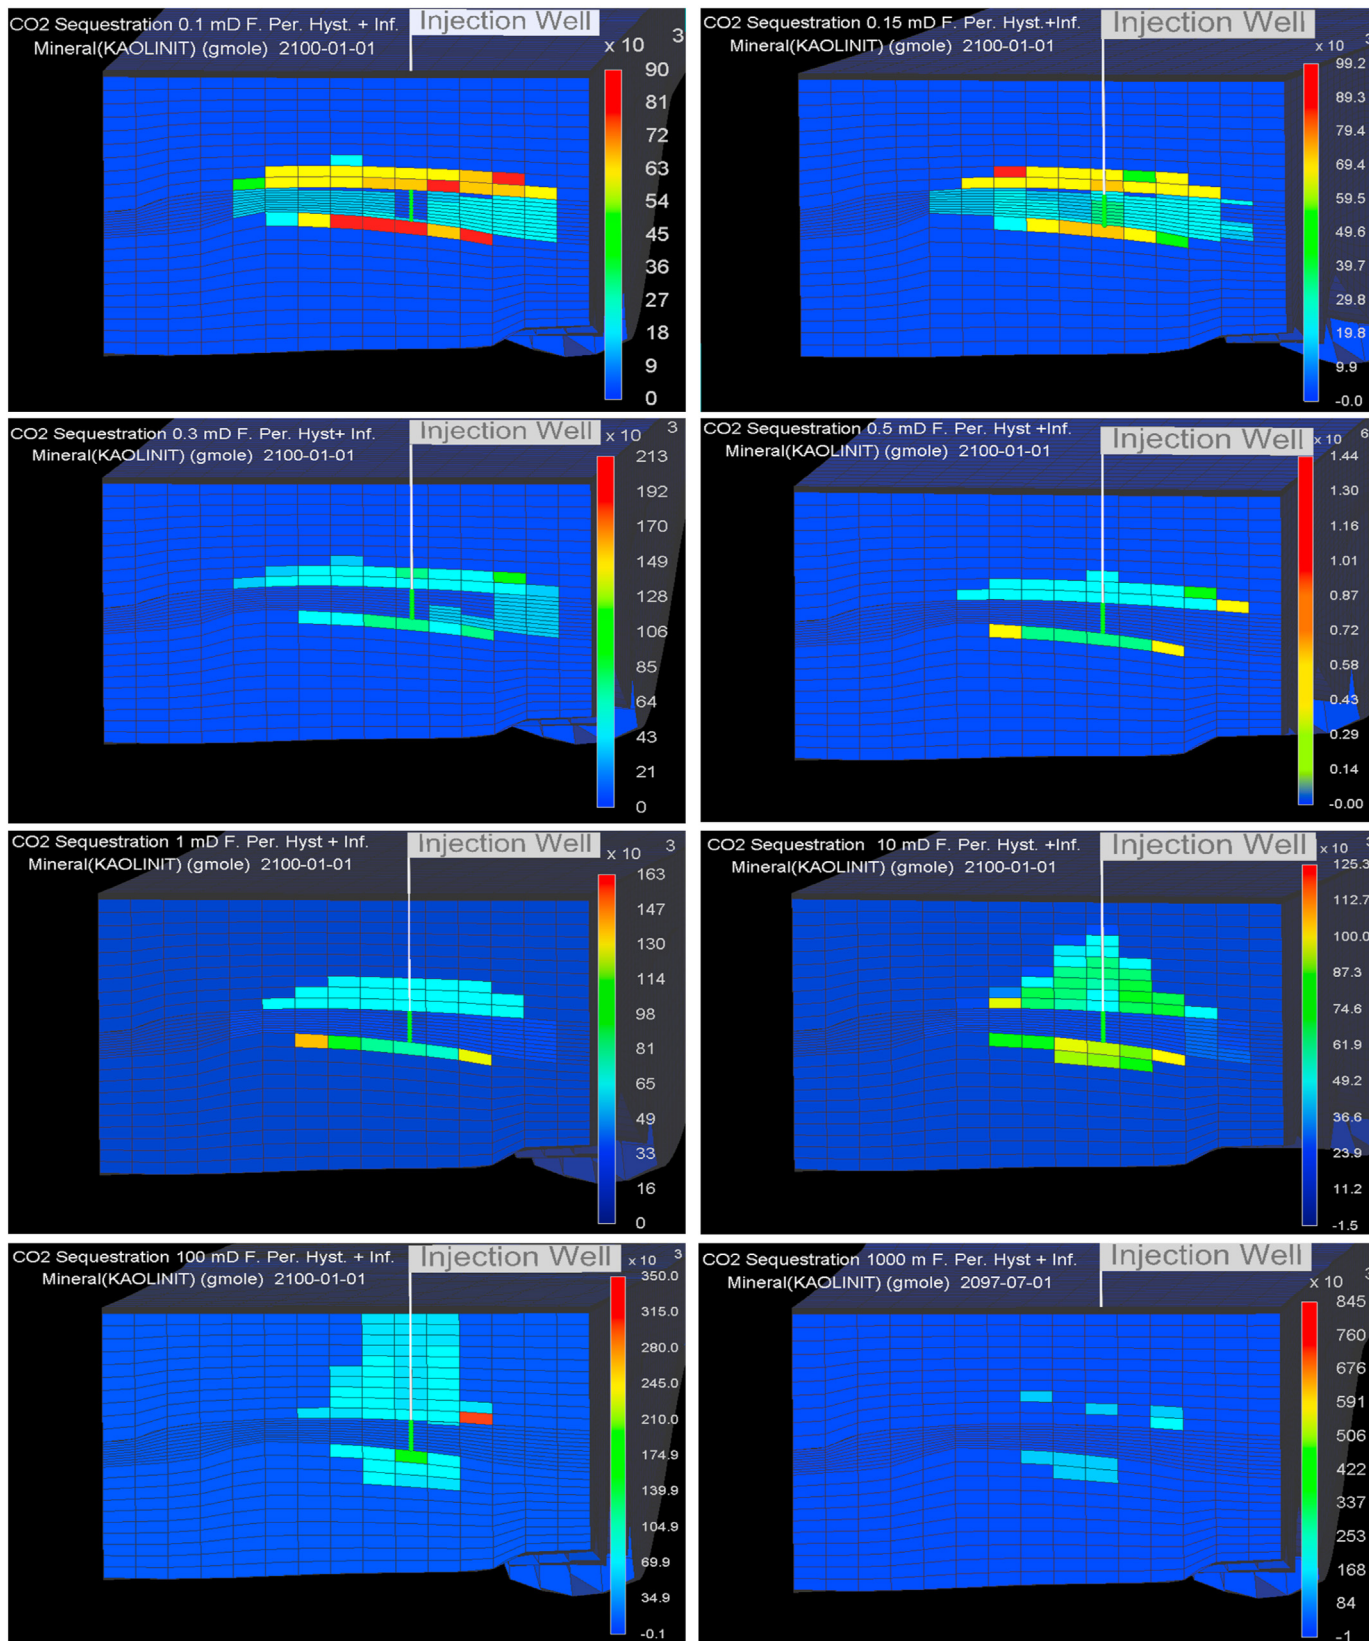 CO2 Sequestration 0.1 mD F. Per. Hyst. + Inf.
Mineral(KAOLINIT) (gmole) 2100-01-01
Injection Well
x 10 3
90
81
72
63
54
45
36
27
18
9
0
CO2 Sequestration 0.15 mD F. Per. Hyst.+Inf.
Mineral(KAOLINIT) (gmole) 2100-01-01
Injection Well
x 10 3
99.2
89.3
79.4
69.4
59.5
49.6
39.7
29.8
19.8
9.9
-0.0
CO2 Sequestration 0.3 mD F. Per. Hyst+ Inf.
Mineral(KAOLINIT) (gmole) 2100-01-01
Injection Well
x 10 3
213
192
170
149
128
106
85
64
43
21
0
CO2 Sequestration 0.5 mD F. Per. Hyst +Inf.
Mineral(KAOLINIT) (gmole) 2100-01-01
Injection Well
x 10 6
1.44
1.30
1.16
1.01
0.87
0.72
0.58
0.43
0.29
0.14
-0.00
CO2 Sequestration 1 mD F. Per. Hyst + Inf.
Mineral(KAOLINIT) (gmole) 2100-01-01
Injection Well
x 10 3
163
147
130
114
98
81
65
49
33
16
0
CO2 Sequestration 10 mD F. Per. Hyst +Inf.
Mineral(KAOLINIT) (gmole) 2100-01-01
Injection Well
x 10
125.3
112.7
100.0
87.3
74.6
61.9
49.2
36.6
23.9
11.2
-1.5
CO2 Sequestration 100 mD F. Per. Hyst. + Inf.
Mineral(KAOLINIT) (gmole) 2100-01-01
Injection Well
x 10 3
350.0
315.0
280.0
245.0
210.0
174.9
139.9
104.9
69.9
34.9
-0.1
CO2 Sequestration 1000 m F. Per. Hyst + Inf.
Mineral(KAOLINIT) (gmole) 2097-07-01
Injection Well
x 10 3
845
760
676
591
506
422
337
253
168
84
-1